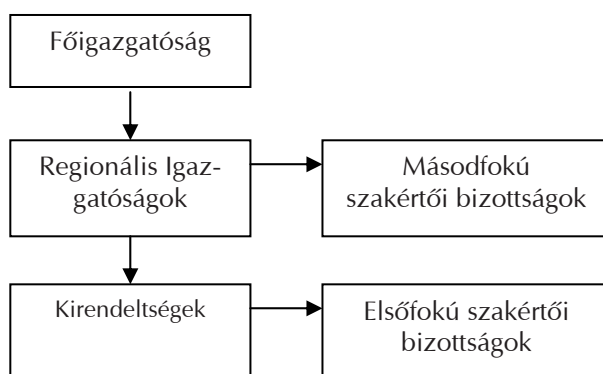 Főigazgatóság
Regionális Igaz-
gatóságok
Másodfokú
szakértői bizottságok
Kirendeltségek
Elsőfokú szakértői
bizottságok